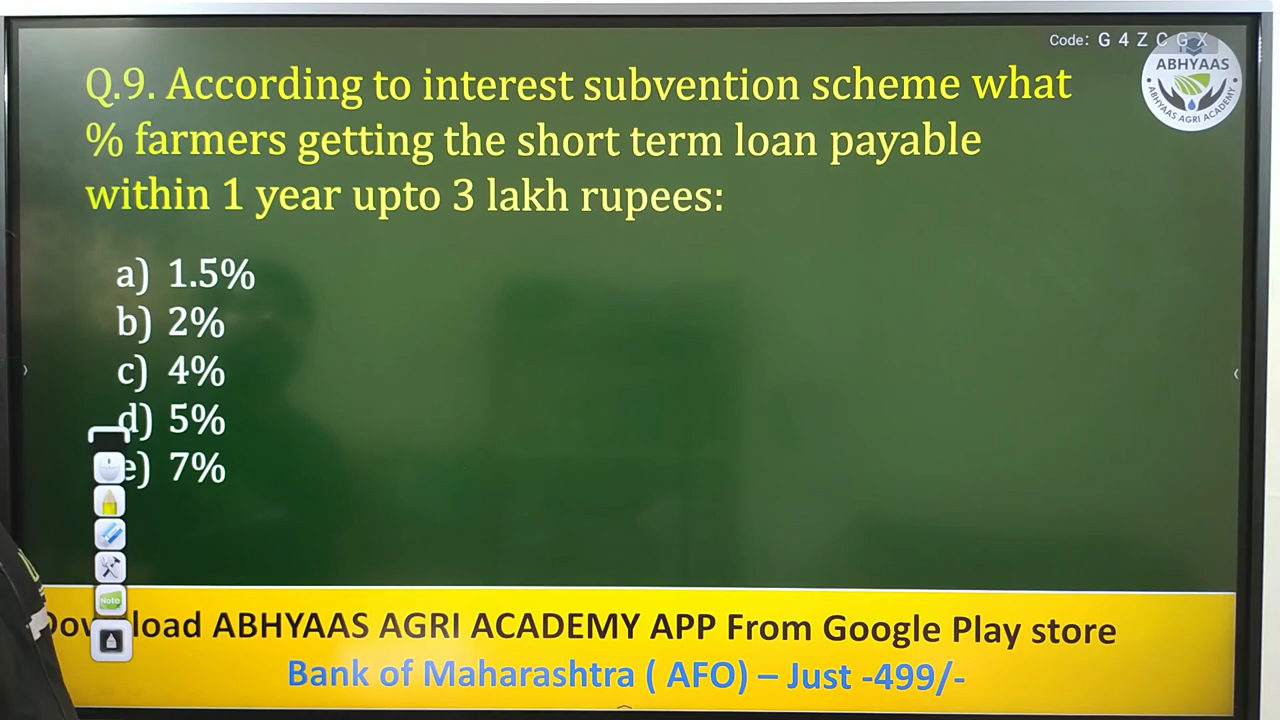 Code: G 4 Z C G X
ABHYAAS
ABHYAAS AGRI ACADEMY
Q.9. According to interest subvention scheme what
% farmers getting the short term loan payable
within 1 year upto 3 lakh rupees:
a) 1.5%
b) 2%
c) 4%
d) 5%
e) 7%
Note
ABHYAAS AGRI ACADEMY APP From Google Play store
Bank of Maharashtra ( AFO) – Just -499/-